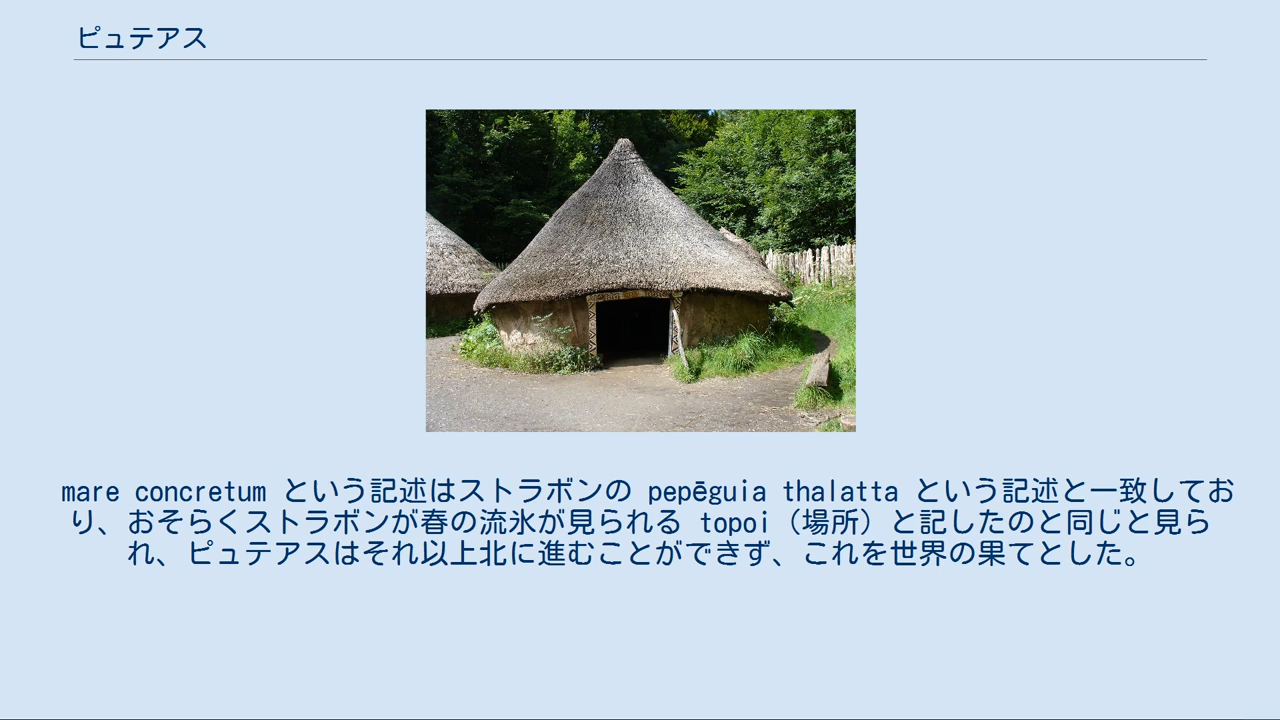 ピュテアス
mare concretum という記述はストラボンの pepēguia thalatta という記述と一致してお
り、おそらくストラボンが春の流氷が見られる topoi（場所）と記したのと同じと見ら
れ、ピュテアスはそれ以上北に進むことができず、これを世界の果てとした。